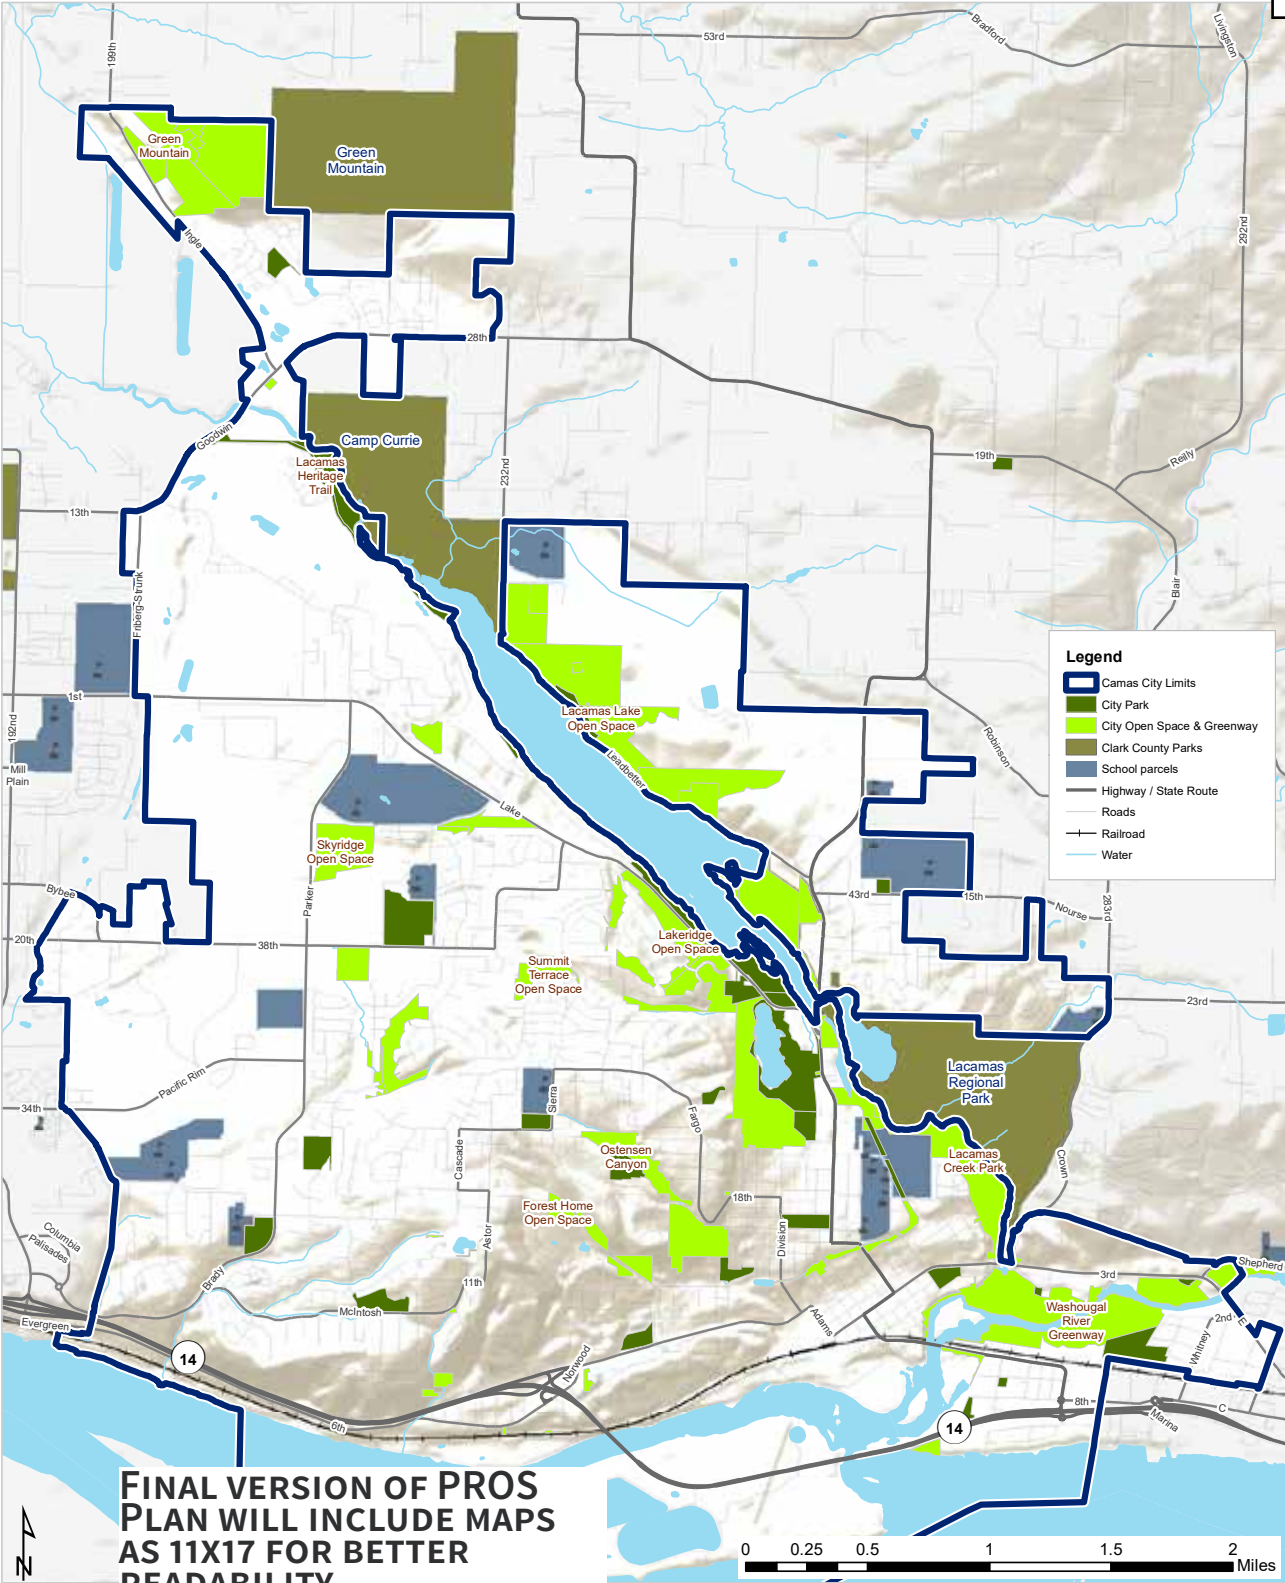 53rd
Bradford
Livingston
199th
Green
Mountain
Green
Mountain
292nd
Ingle
28th
Goodwin
Camp Currie
Lacamas
Heritage
Trail
232nd
19th
Reilly
13th
Friberg-Strunk
Blair
Legend
Camas City Limits
City Park
City Open Space & Greenway
Clark County Parks
School parcels
Highway / State Route
Roads
Railroad
Water
1st
192nd
Mill
Plain
Lacamas Lake
Open Space
Leadbetter
Robinson
Lake
Skyridge
Open Space
Parker
Bybee
43rd
15th
Nourse
283rd
20th
38th
Lakeridge
Open Space
Summit
Terrace
Open Space
23rd
Pacific Rim
34th
Sierra
Fargo
Lacamas
Regional
Park
Cascade
Ostensen
Canyon
Lacamas
Creek Park
Crown
18th
Forest Home
Open Space
Astor
Division
Columbia
Palisades
Brady
11th
McIntosh
3rd
Shepherd
Washougal
River
Greenway
2nd
E
Whitney
Adams
Evergreen
14
Norwood
6th
8th
Marina
C
14
FINAL VERSION OF PROS
PLAN WILL INCLUDE MAPS
AS 11X17 FOR BETTER
READABILITY
N
0 0.25 0.5 1 1.5 2
Miles